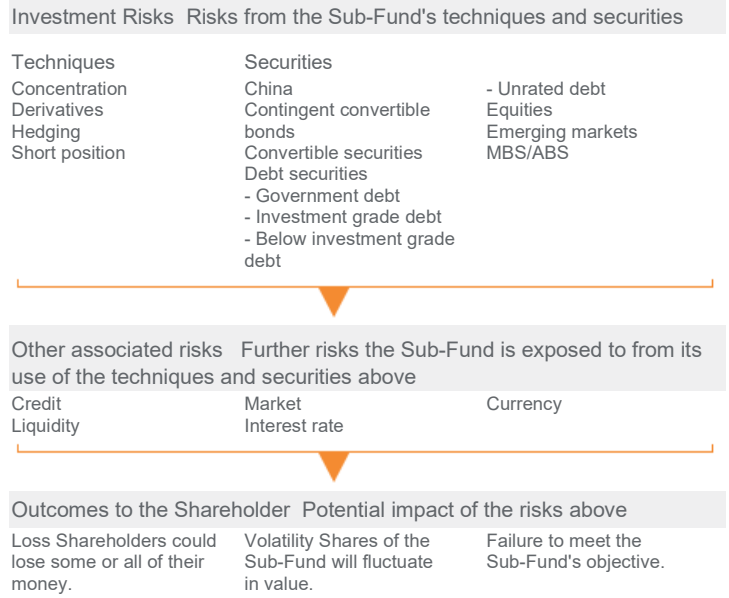 Investment Risks Risks from the Sub-Fund's techniques and securities
Techniques
Concentration
Derivatives
Hedging
Short position
Securities
China
Contingent convertible
bonds
Convertible securities
Debt securities
- Government debt
- Investment grade debt
- Below investment grade
debt
- Unrated debt
Equities
Emerging markets
MBS/ABS
Other associated risks Further risks the Sub-Fund is exposed to from its
use of the techniques and securities above
Credit
Liquidity
Market
Interest rate
Currency
Outcomes to the Shareholder Potential impact of the risks above
Loss Shareholders could
lose some or all of their
money.
Volatility Shares of the
Sub-Fund will fluctuate
in value.
Failure to meet the
Sub-Fund's objective.